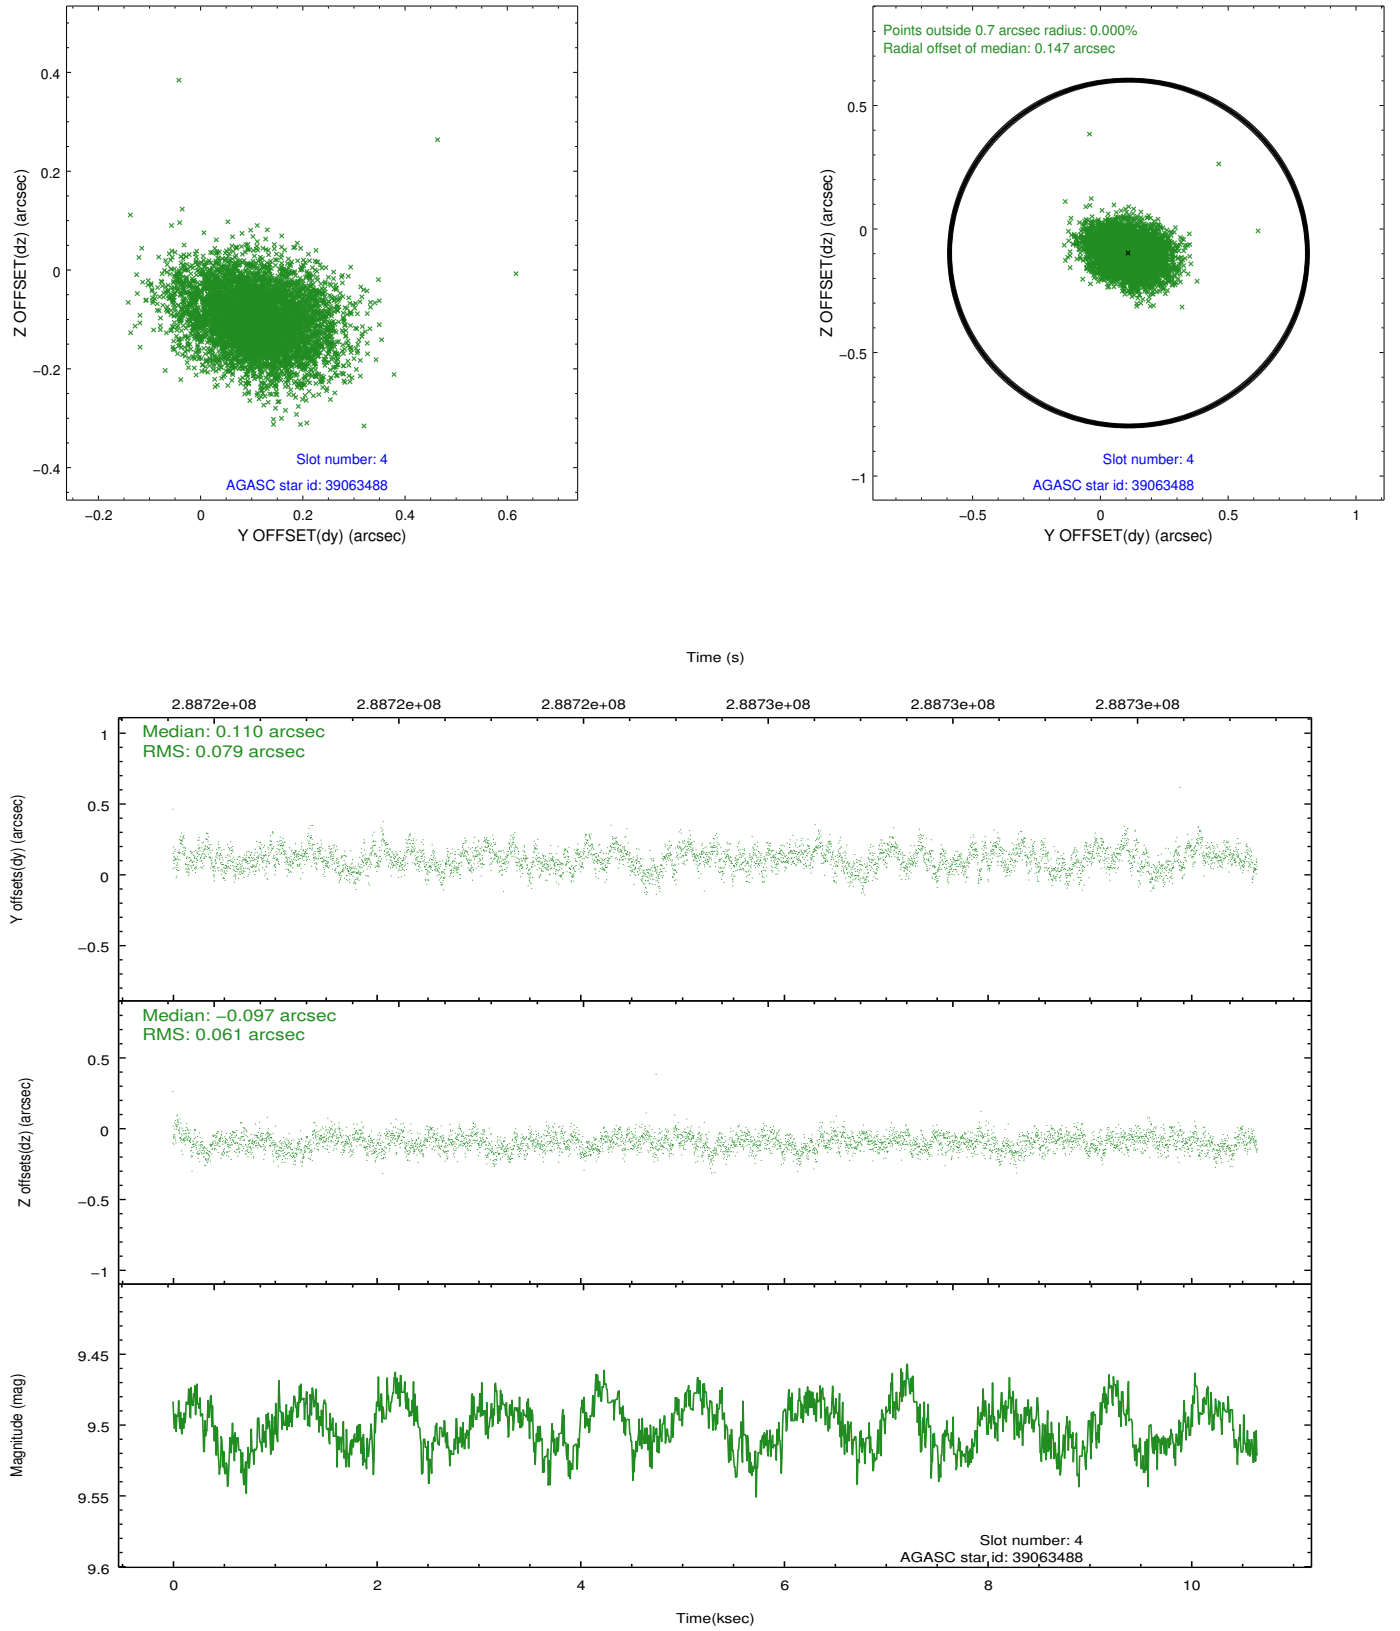 0.4
0.2
0
−0.2
−0.4
Z OFFSET(dz) (arcsec)
Slot number: 4
AGASC star id: 39063488
−0.2 0 0.2 0.4 0.6
Y OFFSET(dy) (arcsec)
Points outside 0.7 arcsec radius: 0.000%
Radial offset of median: 0.147 arcsec
0.5
0
−0.5
−1
Z OFFSET(dz) (arcsec)
Slot number: 4
AGASC star id: 39063488
−0.5 0 0.5 1
Y OFFSET(dy) (arcsec)
Time (s)
2.8872e+08 2.8872e+08 2.8872e+08 2.8873e+08 2.8873e+08 2.8873e+08
Median: 0.110 arcsec
RMS: 0.079 arcsec
1
0.5
0
−0.5
Y offsets(dy) (arcsec)
Median: −0.097 arcsec
RMS: 0.061 arcsec
0.5
0
−0.5
−1
Z offsets(dz) (arcsec)
9.45
9.5
9.55
9.6
Magnitude (mag)
Slot number: 4
AGASC star id: 39063488
0 2 4 6 8 10
Time(ksec)